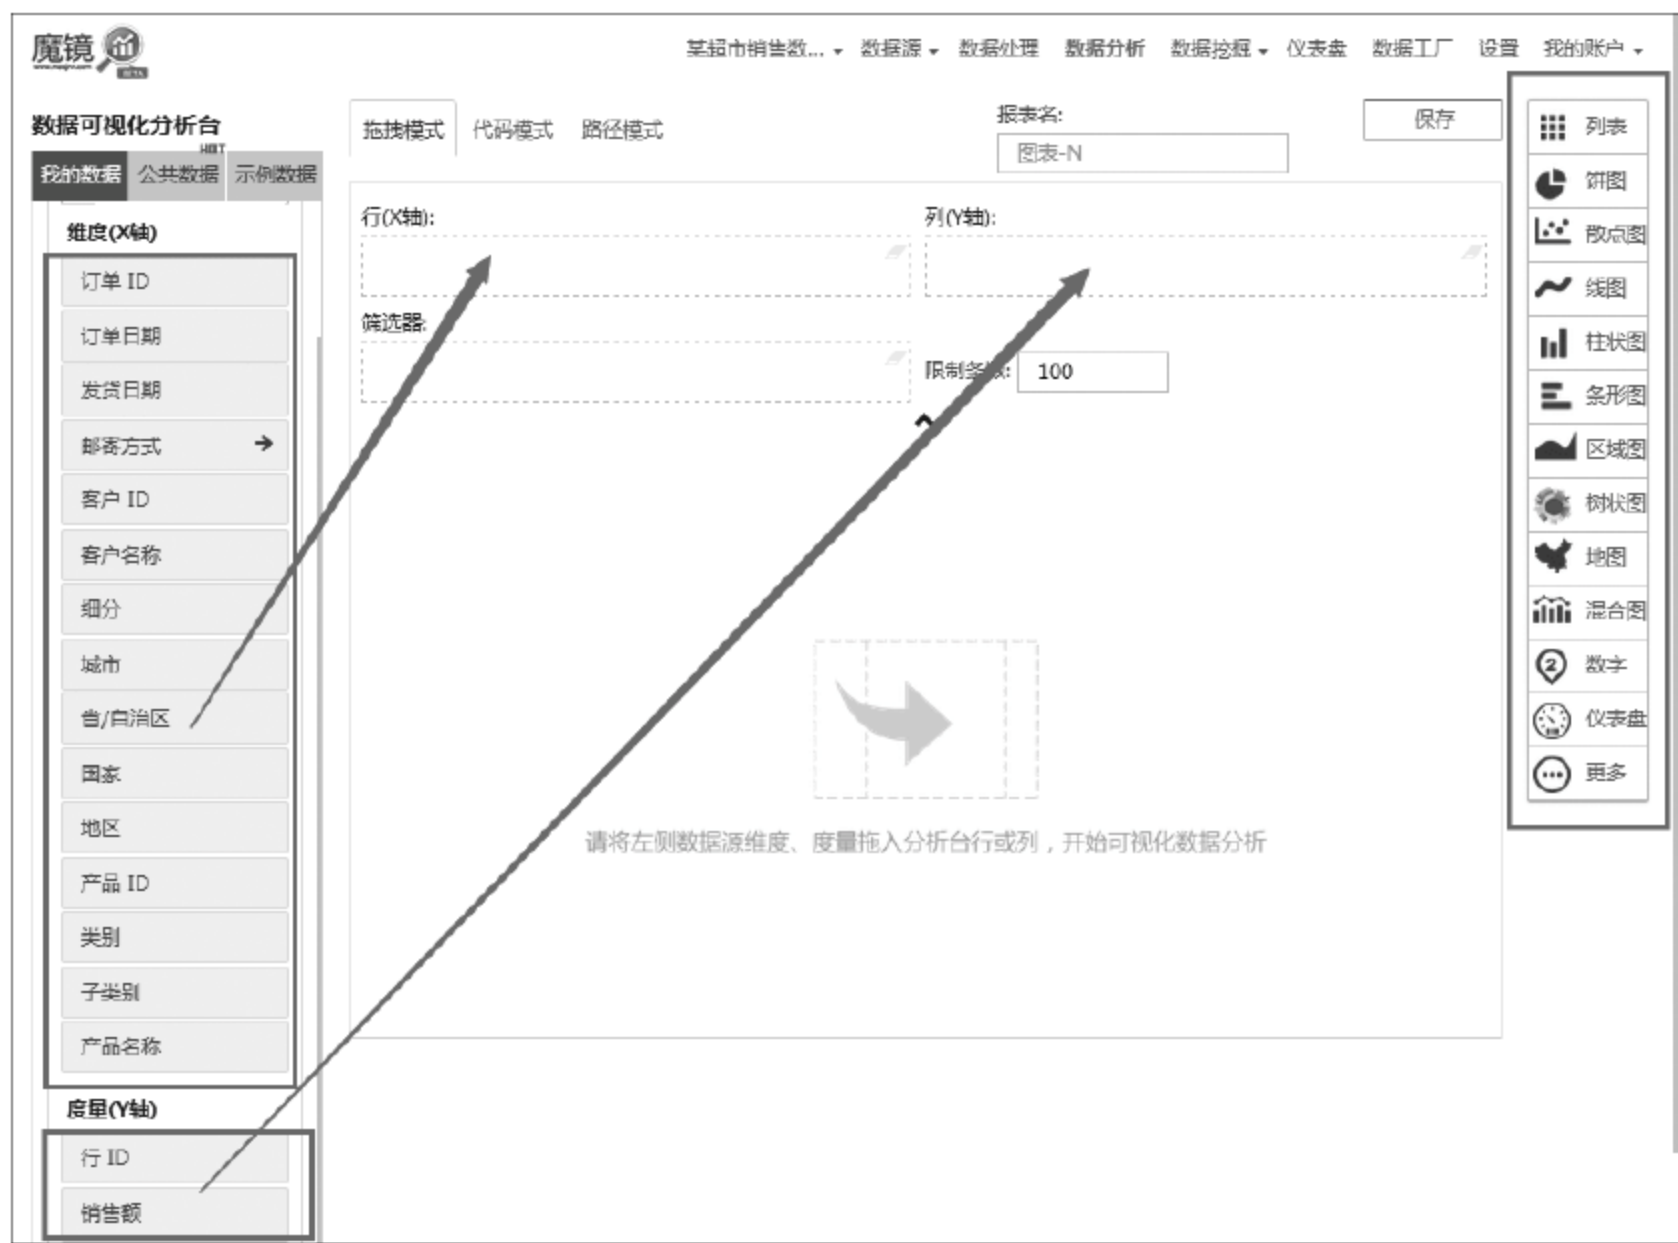 魔镜
BETA
某超市销售数... 数据源 数据处理 数据分析 数据挖掘 仪表盘 数据工厂 设置 我的账户
数据可视化分析台
HOT
我的数据 公共数据 示例数据
维度(X轴)
订单 ID
订单日期
发货日期
邮寄方式
客户 ID
客户名称
细分
城市
省/自治区
国家
地区
产品 ID
类别
子类别
产品名称
度量(Y轴)
行 ID
销售额
拖拽模式 代码模式 路径模式
报表名:
图表-N
保存
行(X轴):
列(Y轴):
筛选器:
限制条数: 100
请将左侧数据源维度、度量拖入分析台行或列,开始可视化数据分析
列表
饼图
散点图
线图
柱状图
条形图
区域图
树状图
地图
混合图
2 数字
仪表盘
更多